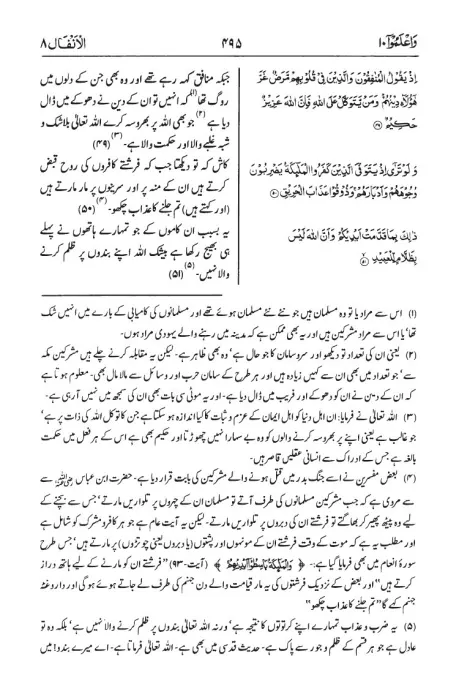 وَاعْلَمُوْٓا ۱۰
۴۹۵
الْاَنْفَال ۸
اِذْ یَقُوْلُ الْمُنٰفِقُوْنَ وَالَّذِیْنَ فِیْ قُلُوْبِهِمْ مَّرَضٌ غَرَّ
هٰۤؤُلَآءِ دِیْنُهُمْ وَمَنْ یَّتَوَكَّلْ عَلَی اللّٰهِ فَاِنَّ اللّٰهَ عَزِیْزٌ
حَكِیْمٌ ۴۹
وَلَوْ تَرٰۤی اِذْ یَتَوَفَّی الَّذِیْنَ كَفَرُوا الْمَلٰٓىِٕكَةُ یَضْرِبُوْنَ
وُجُوْهَهُمْ وَاَدْبَارَهُمْ وَذُوْقُوْا عَذَابَ الْحَرِیْقِ ۵۰
ذٰلِكَ بِمَا قَدَّمَتْ اَیْدِیْكُمْ وَاَنَّ اللّٰهَ لَیْسَ
بِظَلَّامٍ لِّلْعَبِیْدِ ۵۱
جبکہ منافق کہہ رہے تھے اور وہ بھی جن کے دلوں میں
روگ تھا (۱) کہ انہیں تو ان کے دین نے دھوکے میں ڈال
دیا ہے (۲) جو بھی اللہ پر بھروسہ کرے اللہ تعالیٰ بلاشک و
شبہ غلبے والا اور حکمت والا ہے۔ (۳) (۴۹)
کاش کہ تو دیکھتا جب کہ فرشتے کافروں کی روح قبض
کرتے ہیں ان کے منہ پر اور سرینوں پر مار مارتے ہیں
(اور کہتے ہیں) تم جلنے کا عذاب چکھو۔ (۴) (۵۰)
یہ بسبب ان کاموں کے جو تمہارے ہاتھوں نے پہلے
ہی بھیج رکھا ہے بیشک اللہ اپنے بندوں پر ظلم کرنے
والا نہیں۔ (۵) (۵۱)
(۱) اس سے مراد یا تو وہ مسلمان ہیں جو نئے نئے مسلمان ہوئے تھے اور مسلمانوں کی کامیابی کے بارے میں انہیں شک
تھا، یا اس سے مراد مشرکین ہیں اور یہ بھی ممکن ہے کہ مدینہ میں رہنے والے یہودی مراد ہوں۔
(۲) یعنی ان کی تعداد تو دیکھو اور سروسامان کا جو حال ہے، وہ بھی ظاہر ہے۔ لیکن یہ مقابلہ کرنے چلے ہیں مشرکین مکہ
سے، جو تعداد میں بھی ان سے کہیں زیادہ ہیں اور ہر طرح کے سامان حرب اور وسائل سے مالا مال بھی۔ معلوم ہوتا ہے
کہ ان کے دین نے ان کو دھوکے اور فریب میں ڈال دیا ہے۔ اور یہ موٹی سی بات بھی ان کی سمجھ میں نہیں آرہی ہے۔
(۳) اللہ تعالیٰ نے فرمایا: ان اہل دنیا کو اہل ایمان کے عزم و ثبات کا کیا اندازہ ہو سکتا ہے جن کا توکل اللہ کی ذات پر ہے،
جو غالب ہے یعنی اپنے پر بھروسہ کرنے والوں کو وہ بے سہارا نہیں چھوڑتا اور حکیم بھی ہے اس کے ہر فعل میں حکمت
بالغہ ہے جس کے ادراک سے انسانی عقلیں قاصر ہیں۔
(۴) بعض مفسرین نے اسے جنگ بدر میں قتل ہونے والے مشرکین کی بابت قرار دیا ہے۔ حضرت ابن عباس رضی اللہ عنہ
سے مروی ہے کہ جب مشرکین مسلمانوں کی طرف آتے تو مسلمان ان کے چہروں پر تلواریں مارتے، جس سے بچنے کے
لیے وہ پیٹھ پھیر کر بھاگتے تو فرشتے ان کی دبروں پر تلواریں مارتے۔ لیکن یہ آیت عام ہے جو ہر کافر و مشرک کو شامل ہے
اور مطلب یہ ہے کہ موت کے وقت فرشتے ان کے مونہوں اور پشتوں (یا دبروں یعنی چوتڑوں) پر مارتے ہیں، جس طرح
سورۂ انعام میں بھی فرمایا گیا ہے:۔ ﴿وَالْمَلٰٓىِٕكَةُ بَاسِطُوْۤا اَیْدِیْهِمْ﴾ (آیت-۹۳) "فرشتے ان کو مارنے کے لیے ہاتھ دراز
کرتے ہیں" اور بعض کے نزدیک فرشتوں کی یہ مار قیامت والے دن جہنم کی طرف لے جاتے ہوئے ہوگی اور داروغۂ
جہنم کہے گا "تم جلنے کا عذاب چکھو"
(۵) یہ ضرب و عذاب تمہارے اپنے کرتوتوں کا نتیجہ ہے، ورنہ اللہ تعالیٰ بندوں پر ظلم کرنے والا نہیں ہے، بلکہ وہ تو
عادل ہے جو ہر قسم کے ظلم و جور سے پاک ہے۔ حدیث قدسی میں بھی ہے۔ اللہ تعالیٰ فرماتا ہے۔ اے میرے بندو! میں